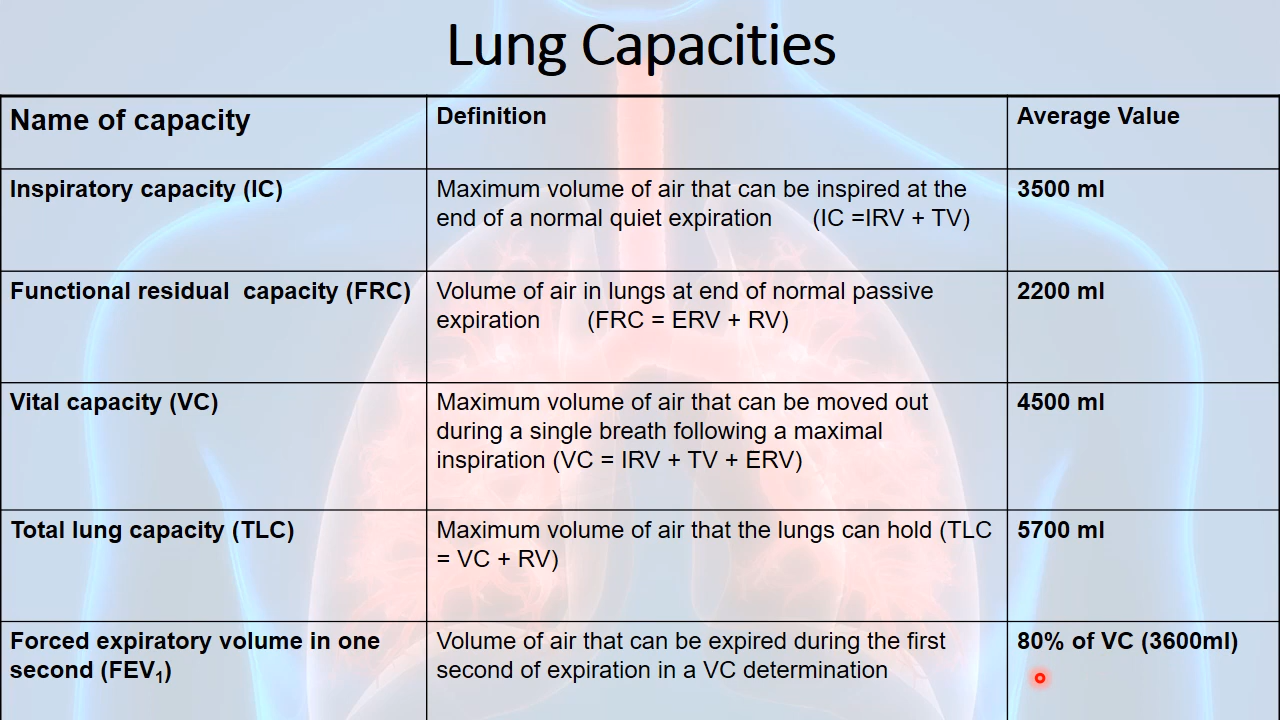 Lung Capacities
Name of capacity
Definition
Average Value
Inspiratory capacity (IC)
Maximum volume of air that can be inspired at the
end of a normal quiet expiration (IC =IRV + TV)
3500 ml
Functional residual  capacity (FRC)
Volume of air in lungs at end of normal passive
expiration (FRC = ERV + RV)
2200 ml
Vital capacity (VC)
Maximum volume of air that can be moved out
during a single breath following a maximal
inspiration (VC = IRV + TV + ERV)
4500 ml
Total lung capacity (TLC)
Maximum volume of air that the lungs can hold (TLC
= VC + RV)
5700 ml
Forced expiratory volume in one
second (FEV₁)
Volume of air that can be expired during the first
second of expiration in a VC determination
80% of VC (3600ml)